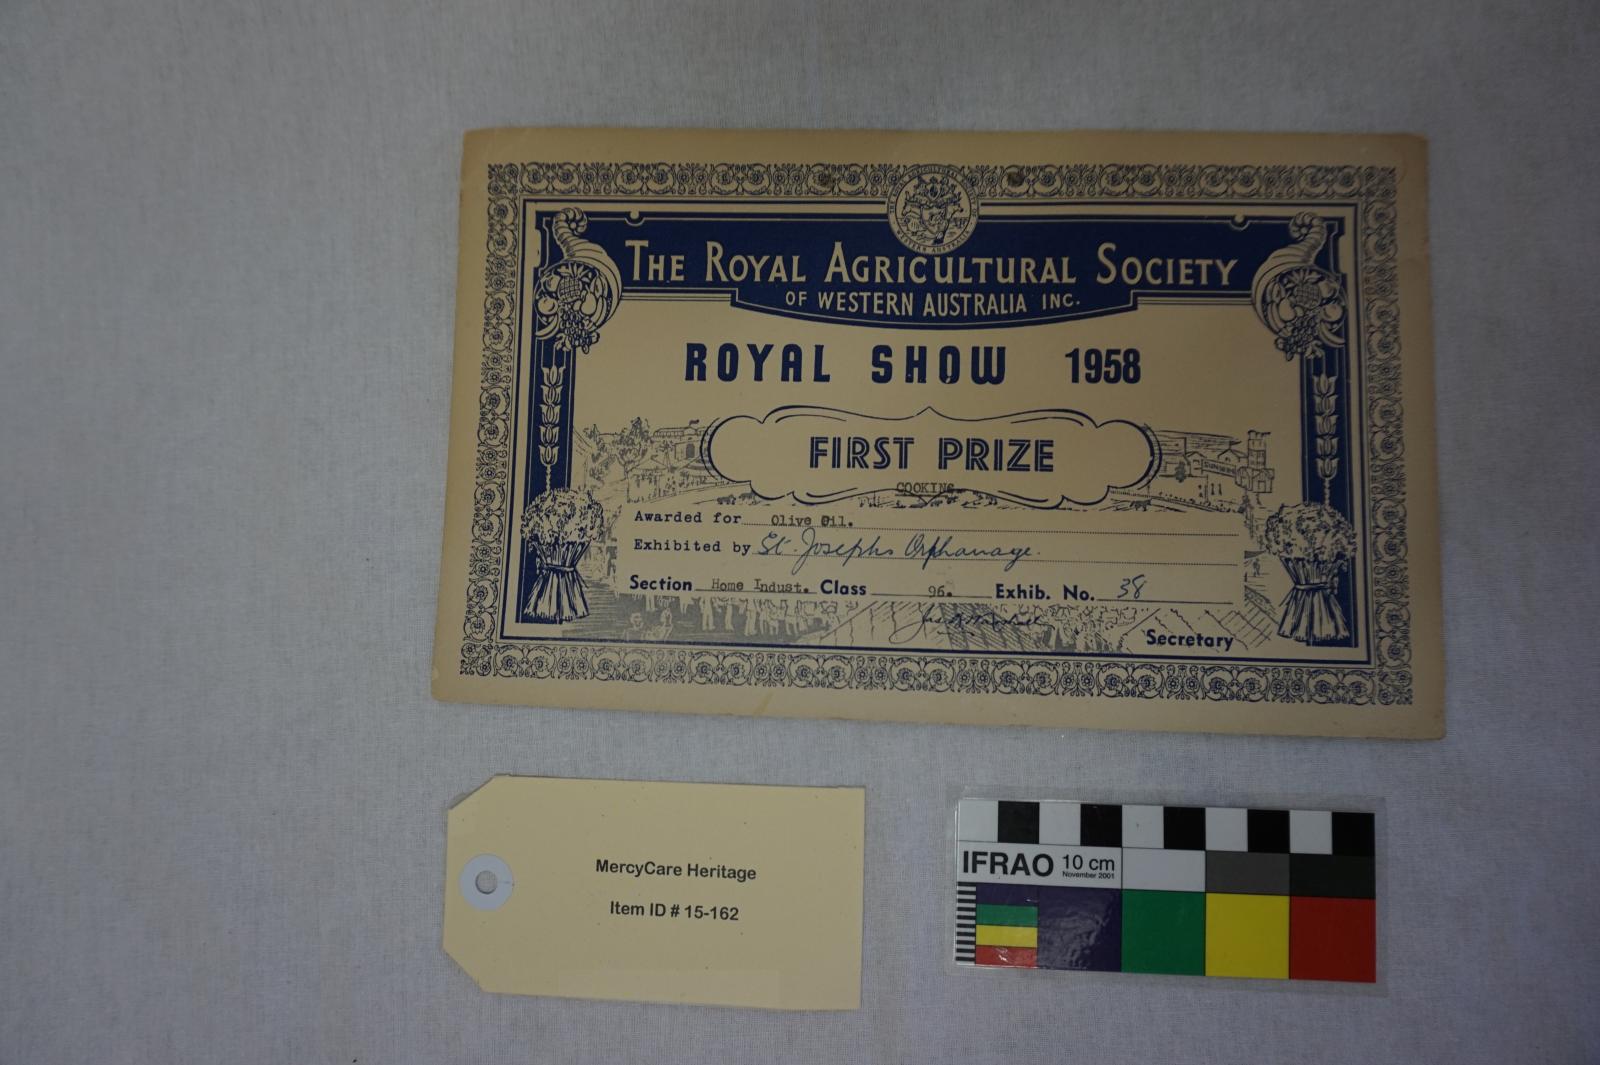 THE ROYAL AGRICULTURAL SOCIETY
OF WESTERN AUSTRALIA INC.
ROYAL SHOW 1958
FIRST PRIZE
COOKING
Awarded for Olive Oil.
Exhibited by St. Josephs Orphanage.
Section Home Indust. Class 96. Exhib. No. 38
Secretary
MercyCare Heritage
Item ID # 15-162
IFRAO 10 cm
November 2001